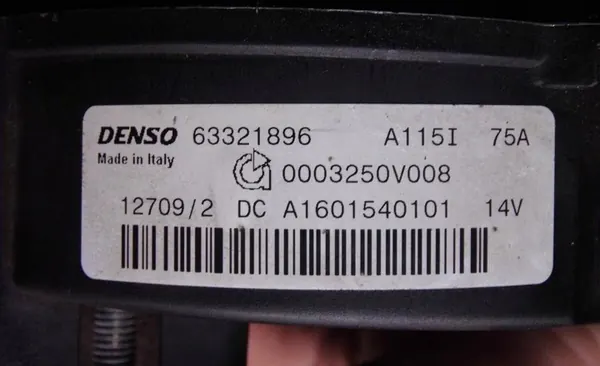 DENSO 63321896 A115I 75A
Made in Italy
0003250V008
12709/2 DC A1601540101 14V